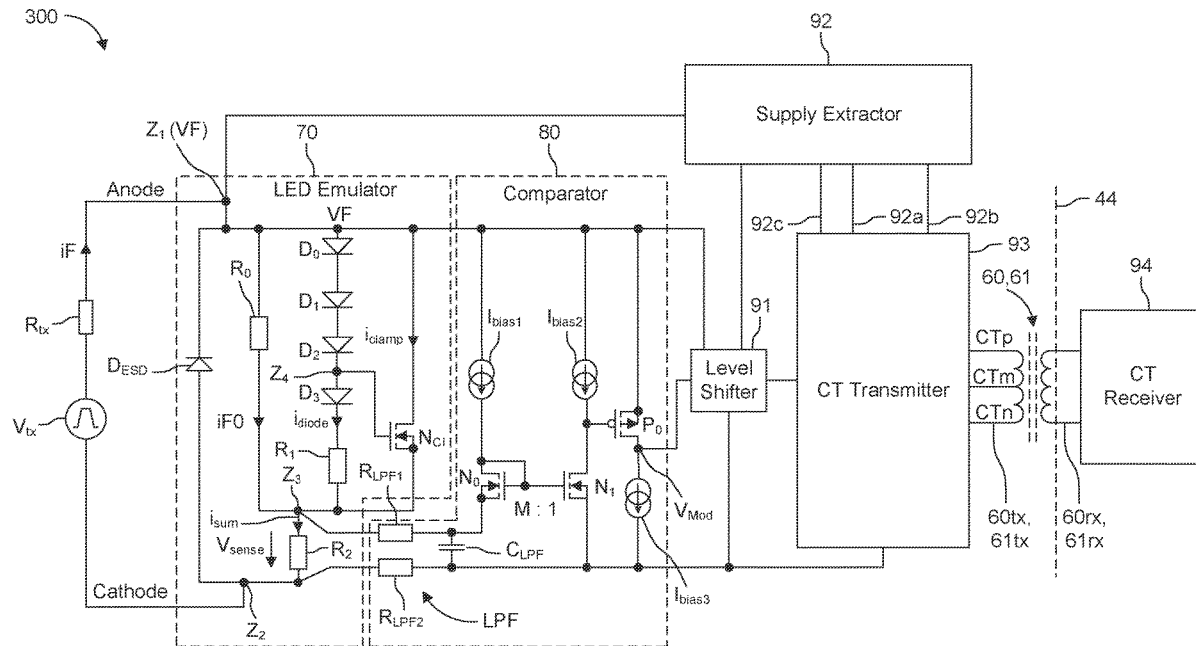 300
92
Supply Extractor
Z1 (VF)
70
80
Anode
LED Emulator
Comparator
44
VF
92c
92a
92b
93
iF
D0
R0
60,61
94
D1
Ibias1
Ibias2
91
Rtx
D2
iclamp
CTp
DESD
Z4
Level
Shifter
CT Transmitter
CTm
CT
Receiver
D3
CTn
iF0
idiode
P0
Vtx
NCl
R1
RLPF1
N0
N1
Z3
M : 1
VMod
isum
60tx,
61tx
60rx,
61rx
Vsense
R2
CLPF
Cathode
Ibias3
Z2
RLPF2
LPF